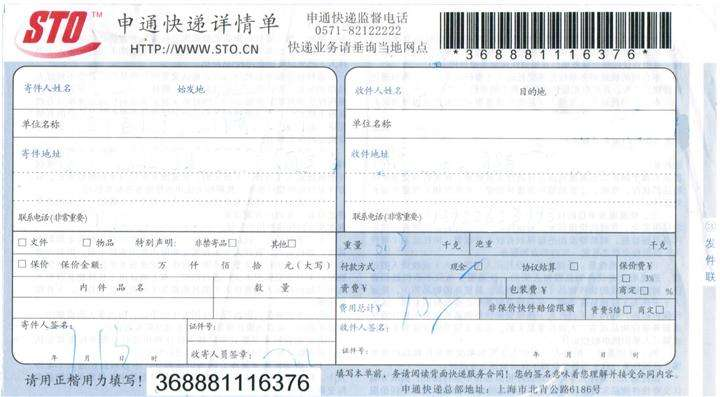 STO TM
申通快递详情单
HTTP://WWW.STO.CN
申通快递监督电话
0571-82122222
快递业务请垂询当地网点
*368881116376*
寄件人姓名 始发地
单位名称
寄件地址
联系电话(非常重要)
收件人姓名 目的地
单位名称
收件地址
□文件 □物品 特别声明: 非禁寄品□ 其他□
□保价 保价金额: 万 仟 佰 拾 元(大写)
内件品名 数量
重量 千克 泡重 千克
付款方式 现金□ 协议结算□ 保价费¥
□ 3%
商定□ %
资费¥ 包装费¥
费用总计¥ 非保价快件赔偿限额 资费5倍□ 商定□
寄件人签名: 证件号:
年 月 日 时 收寄人员签章:
收件人签名:
证件号: 年 月 日 时
请用正楷用力填写! 368881116376
填写本单前,务请阅读背面快递服务合同!您的签名意味着您理解并接受合同内容。
申通快递总部地址:上海市北青公路6186号
发
件
联